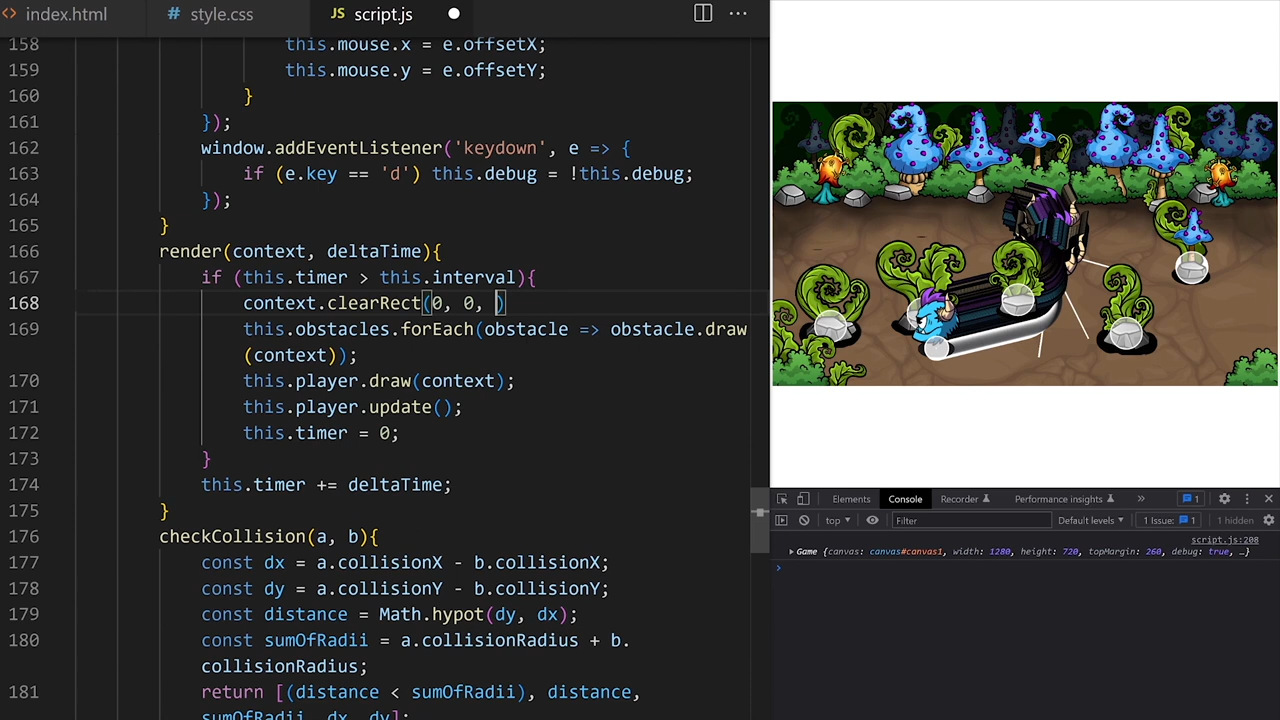 index.html
# style.css
JS script.js
158 this.mouse.x = e.offsetX;
159 this.mouse.y = e.offsetY;
160 }
161 });
162 window.addEventListener('keydown', e => {
163 if (e.key == 'd') this.debug = !this.debug;
164 });
165 }
166 render(context, deltaTime){
167 if (this.timer > this.interval){
168 context.clearRect(0, 0, )
169 this.obstacles.forEach(obstacle => obstacle.draw
(context));
170 this.player.draw(context);
171 this.player.update();
172 this.timer = 0;
173 }
174 this.timer += deltaTime;
175 }
176 checkCollision(a, b){
177 const dx = a.collisionX - b.collisionX;
178 const dy = a.collisionY - b.collisionY;
179 const distance = Math.hypot(dy, dx);
180 const sumOfRadii = a.collisionRadius + b.
collisionRadius;
181 return [(distance < sumOfRadii), distance,
sumOfRadii, dx, dy];
Elements Console Recorder Performance insights » 1
top Filter Default levels 1 Issue: 1 1 hidden
script.js:208
Game {canvas: canvas#canvas1, width: 1280, height: 720, topMargin: 260, debug: true, …}